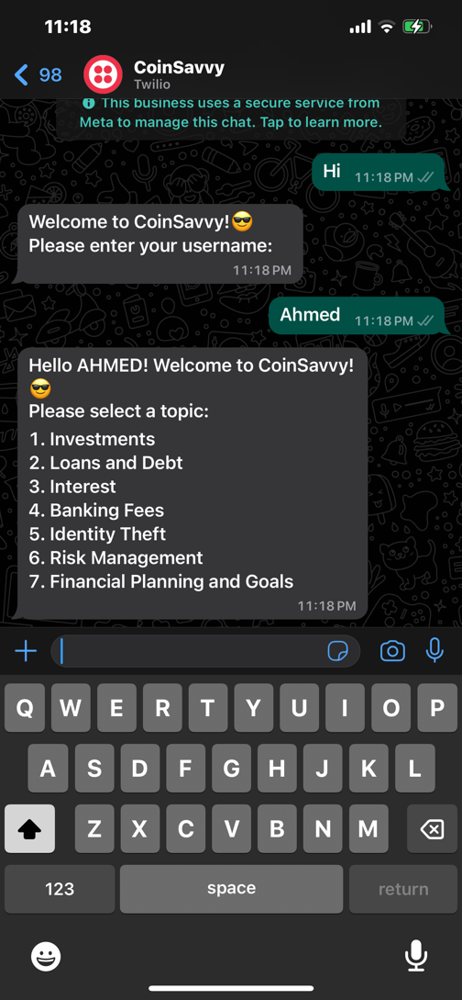 11:18
98
CoinSavvy
Twilio
This business uses a secure service from
Meta to manage this chat. Tap to learn more.
Hi 11:18 PM
Welcome to CoinSavvy!😎
Please enter your username:
11:18 PM
Ahmed 11:18 PM
Hello AHMED! Welcome to CoinSavvy!
😎
Please select a topic:
1. Investments
2. Loans and Debt
3. Interest
4. Banking Fees
5. Identity Theft
6. Risk Management
7. Financial Planning and Goals
11:18 PM
Q W E R T Y U I O P
A S D F G H J K L
Z X C V B N M
123 space return